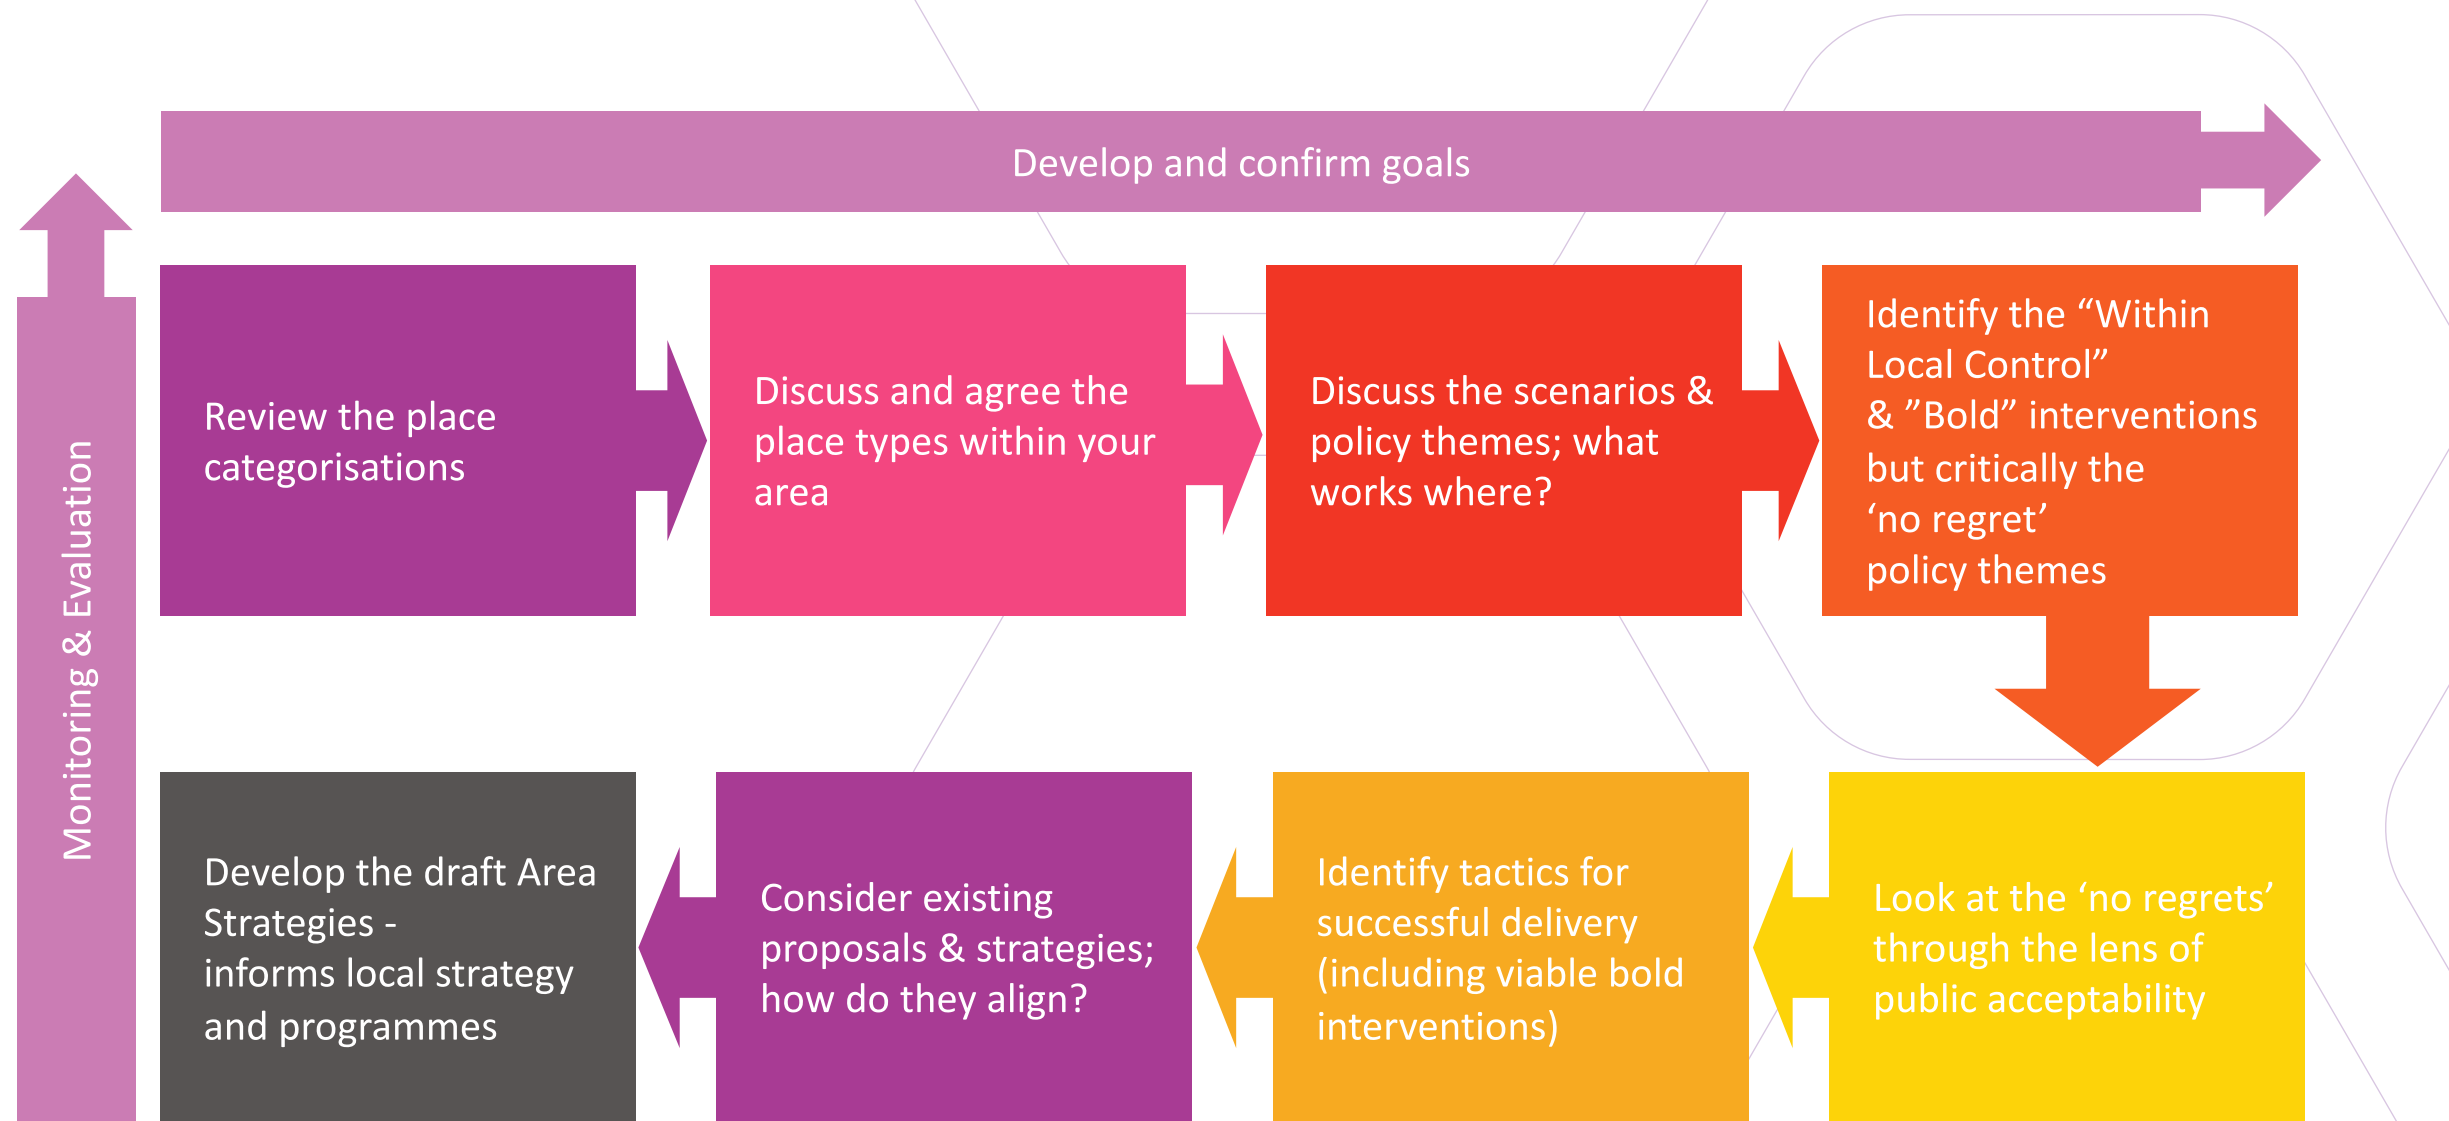 Develop and confirm goals
Monitoring & Evaluation
Review the place
categorisations
Discuss and agree the
place types within your
area
Discuss the scenarios &
policy themes; what
works where?
Identify the “Within
Local Control”
& ”Bold” interventions
but critically the
‘no regret’
policy themes
Look at the ‘no regrets’
through the lens of
public acceptability
Identify tactics for
successful delivery
(including viable bold
interventions)
Consider existing
proposals & strategies;
how do they align?
Develop the draft Area
Strategies -
informs local strategy
and programmes